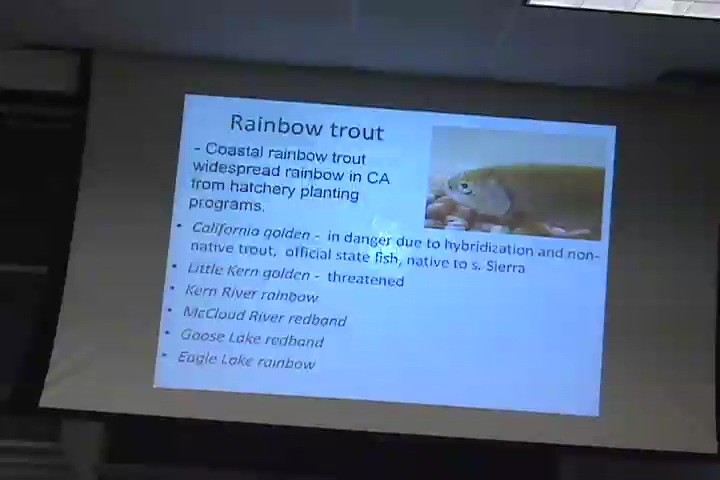 Rainbow trout
- Coastal rainbow trout
widespread rainbow in CA
from hatchery planting
programs.
• California golden - in danger due to hybridization and non-
native trout, official state fish, native to s. Sierra
• Little Kern golden - threatened
• Kern River rainbow
• McCloud River redband
• Goose Lake redband
• Eagle Lake rainbow